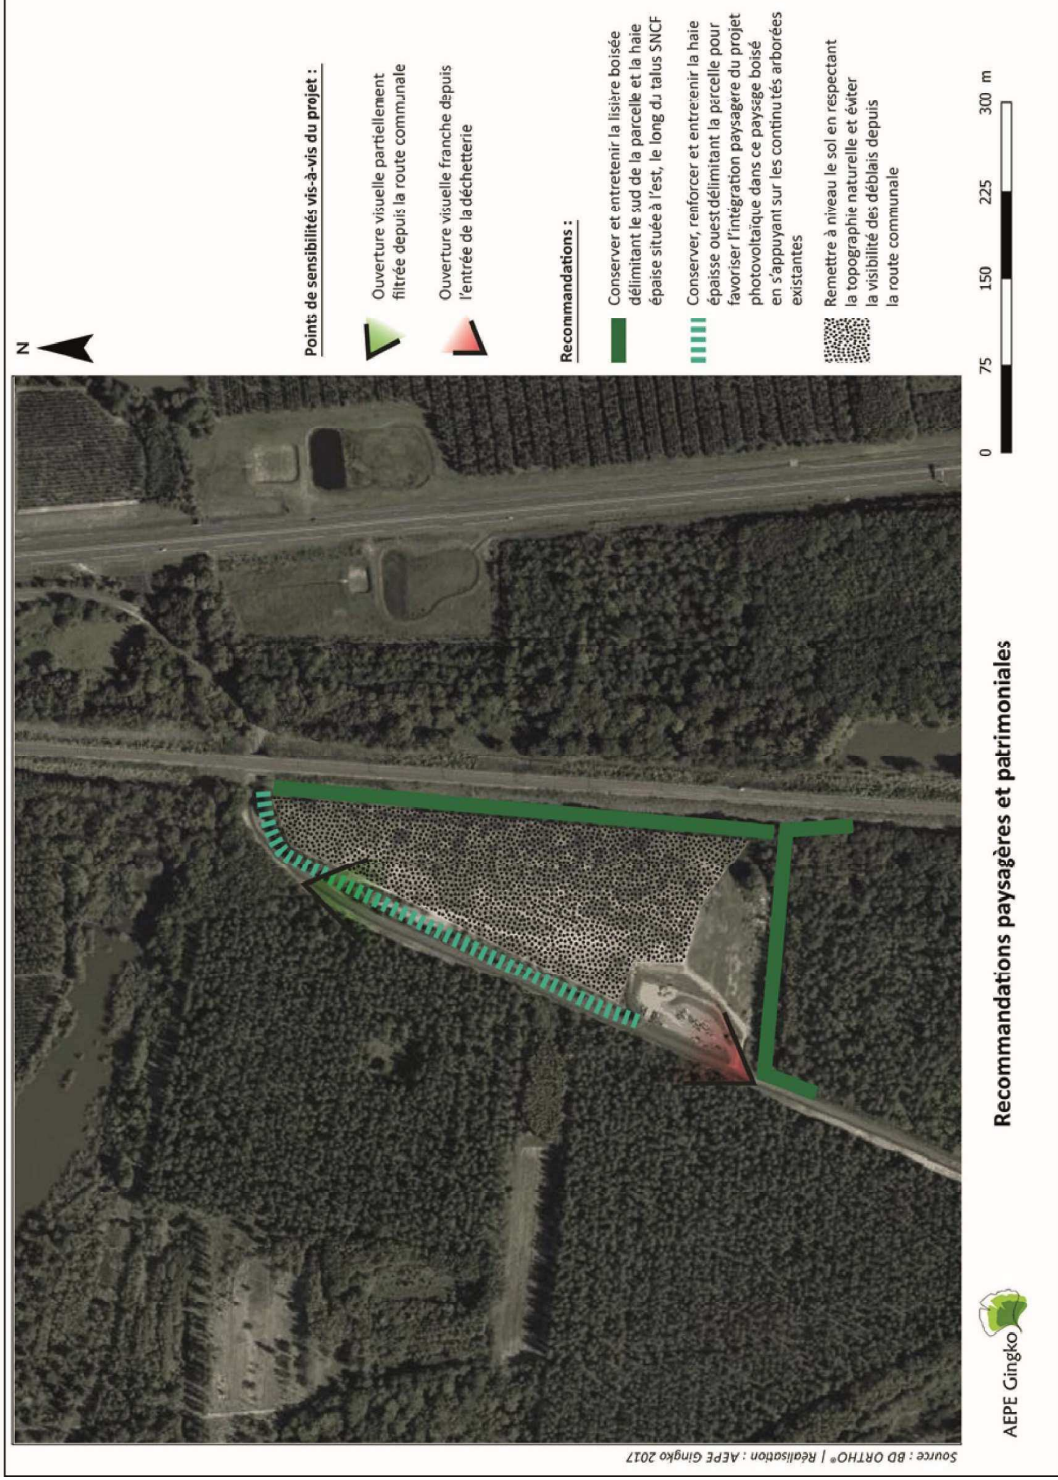 N
Points de sensibilités vis-à-vis du projet :
Ouverture visuelle partiellement
filtrée depuis la route communale
Ouverture visuelle franche depuis
l'entrée de la déchetterie
Recommandations :
Conserver et entretenir la lisière boisée
délimitant le sud de la parcelle et la haie
épaise située à l'est, le long du talus SNCF
Conserver, renforcer et entretenir la haie
épaisse ouest délimitant la parcelle pour
favoriser l'intégration paysagere du projet
photovoltaïque dans ce paysage boisé
en s'appuyant sur les continutés arborées
existantes
Remettre à niveau le sol en respectant
la topographie naturelle et éviter
la visibilité des déblais depuis
la route communale
0 75 150 225 300 m
Recommandations paysagères et patrimoniales
AEPE Gingko
Source : BD ORTHO® | Réalisation : AEPE Gingko 2017